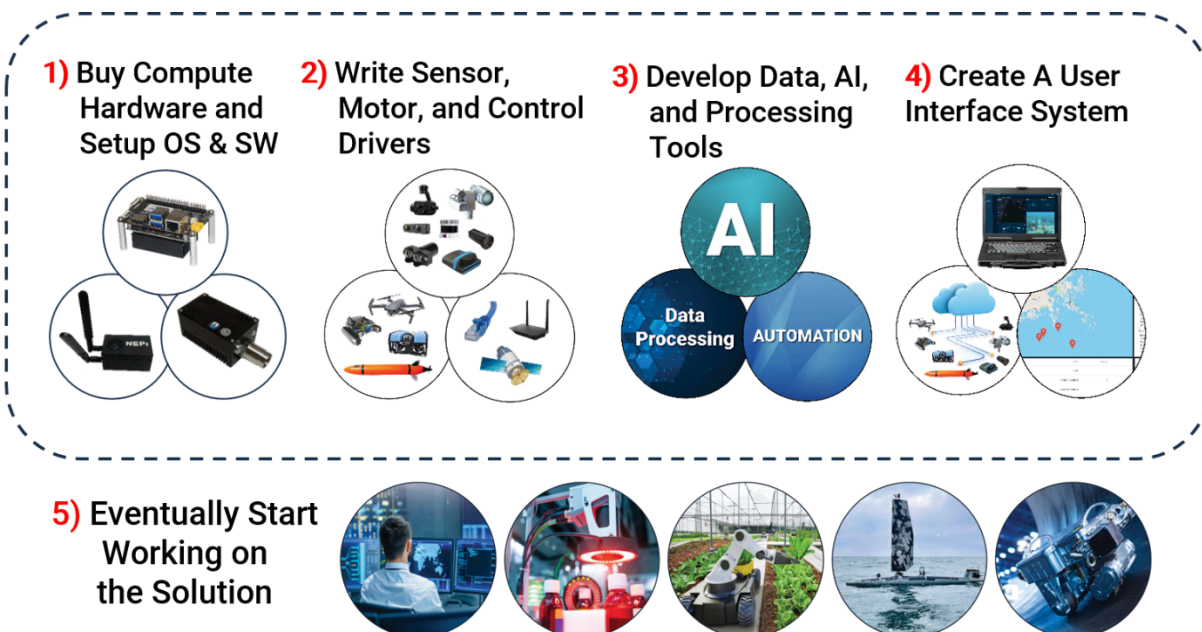 1) Buy Compute
Hardware and
Setup OS & SW
2) Write Sensor,
Motor, and Control
Drivers
3) Develop Data, AI,
and Processing
Tools
4) Create A User
Interface System
NEPI
AI
Data
Processing
AUTOMATION
5) Eventually Start
Working on
the Solution